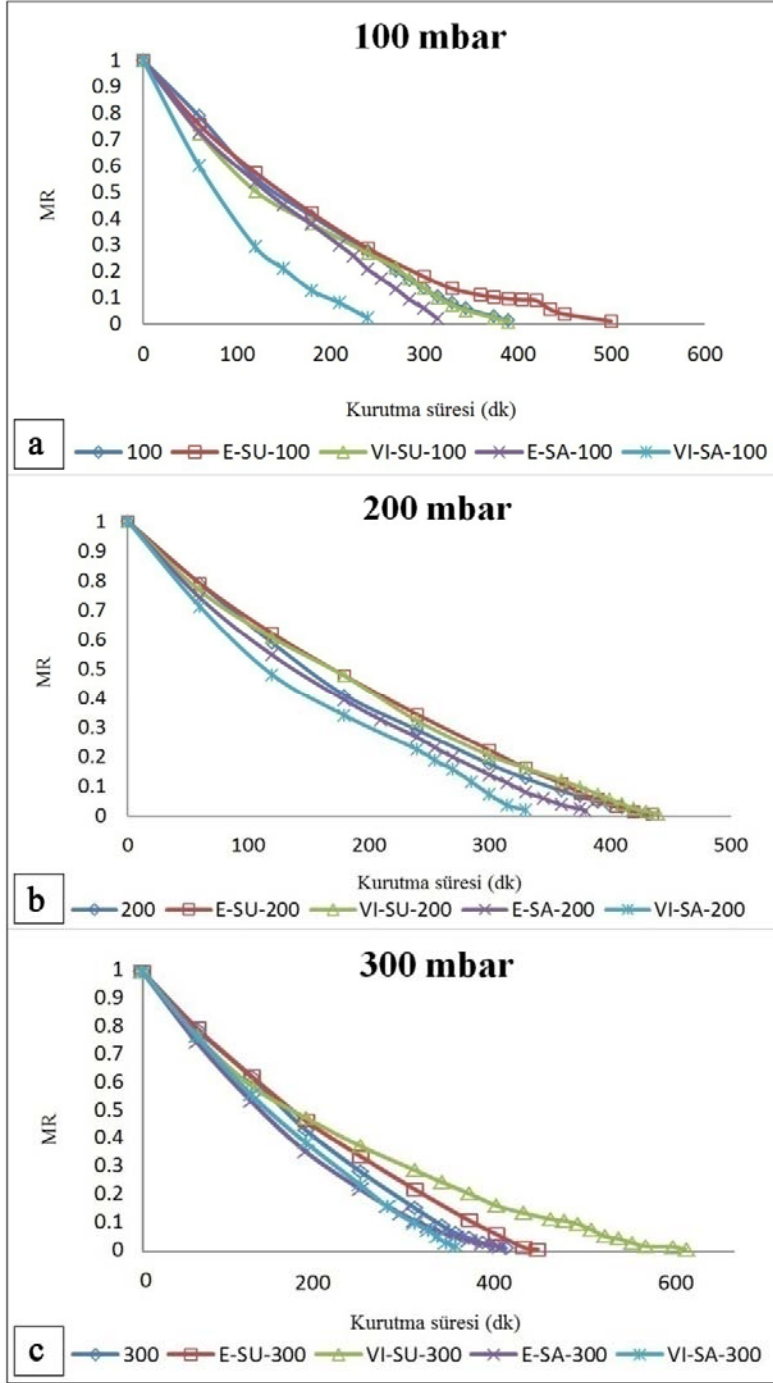 100 mbar
1
0.9
0.8
0.7
0.6
0.5
0.4
0.3
0.2
0.1
0
MR
0 100 200 300 400 500 600
Kurutma süresi (dk)
a
100 E-SU-100 VI-SU-100 E-SA-100 VI-SA-100
200 mbar
1
0.9
0.8
0.7
0.6
0.5
0.4
0.3
0.2
0.1
0
MR
0 100 200 300 400 500
Kurutma süresi (dk)
b
200 E-SU-200 VI-SU-200 E-SA-200 VI-SA-200
300 mbar
1
0.9
0.8
0.7
0.6
0.5
0.4
0.3
0.2
0.1
0
MR
0 200 400 600
Kurutma süresi (dk)
c
300 E-SU-300 VI-SU-300 E-SA-300 VI-SA-300